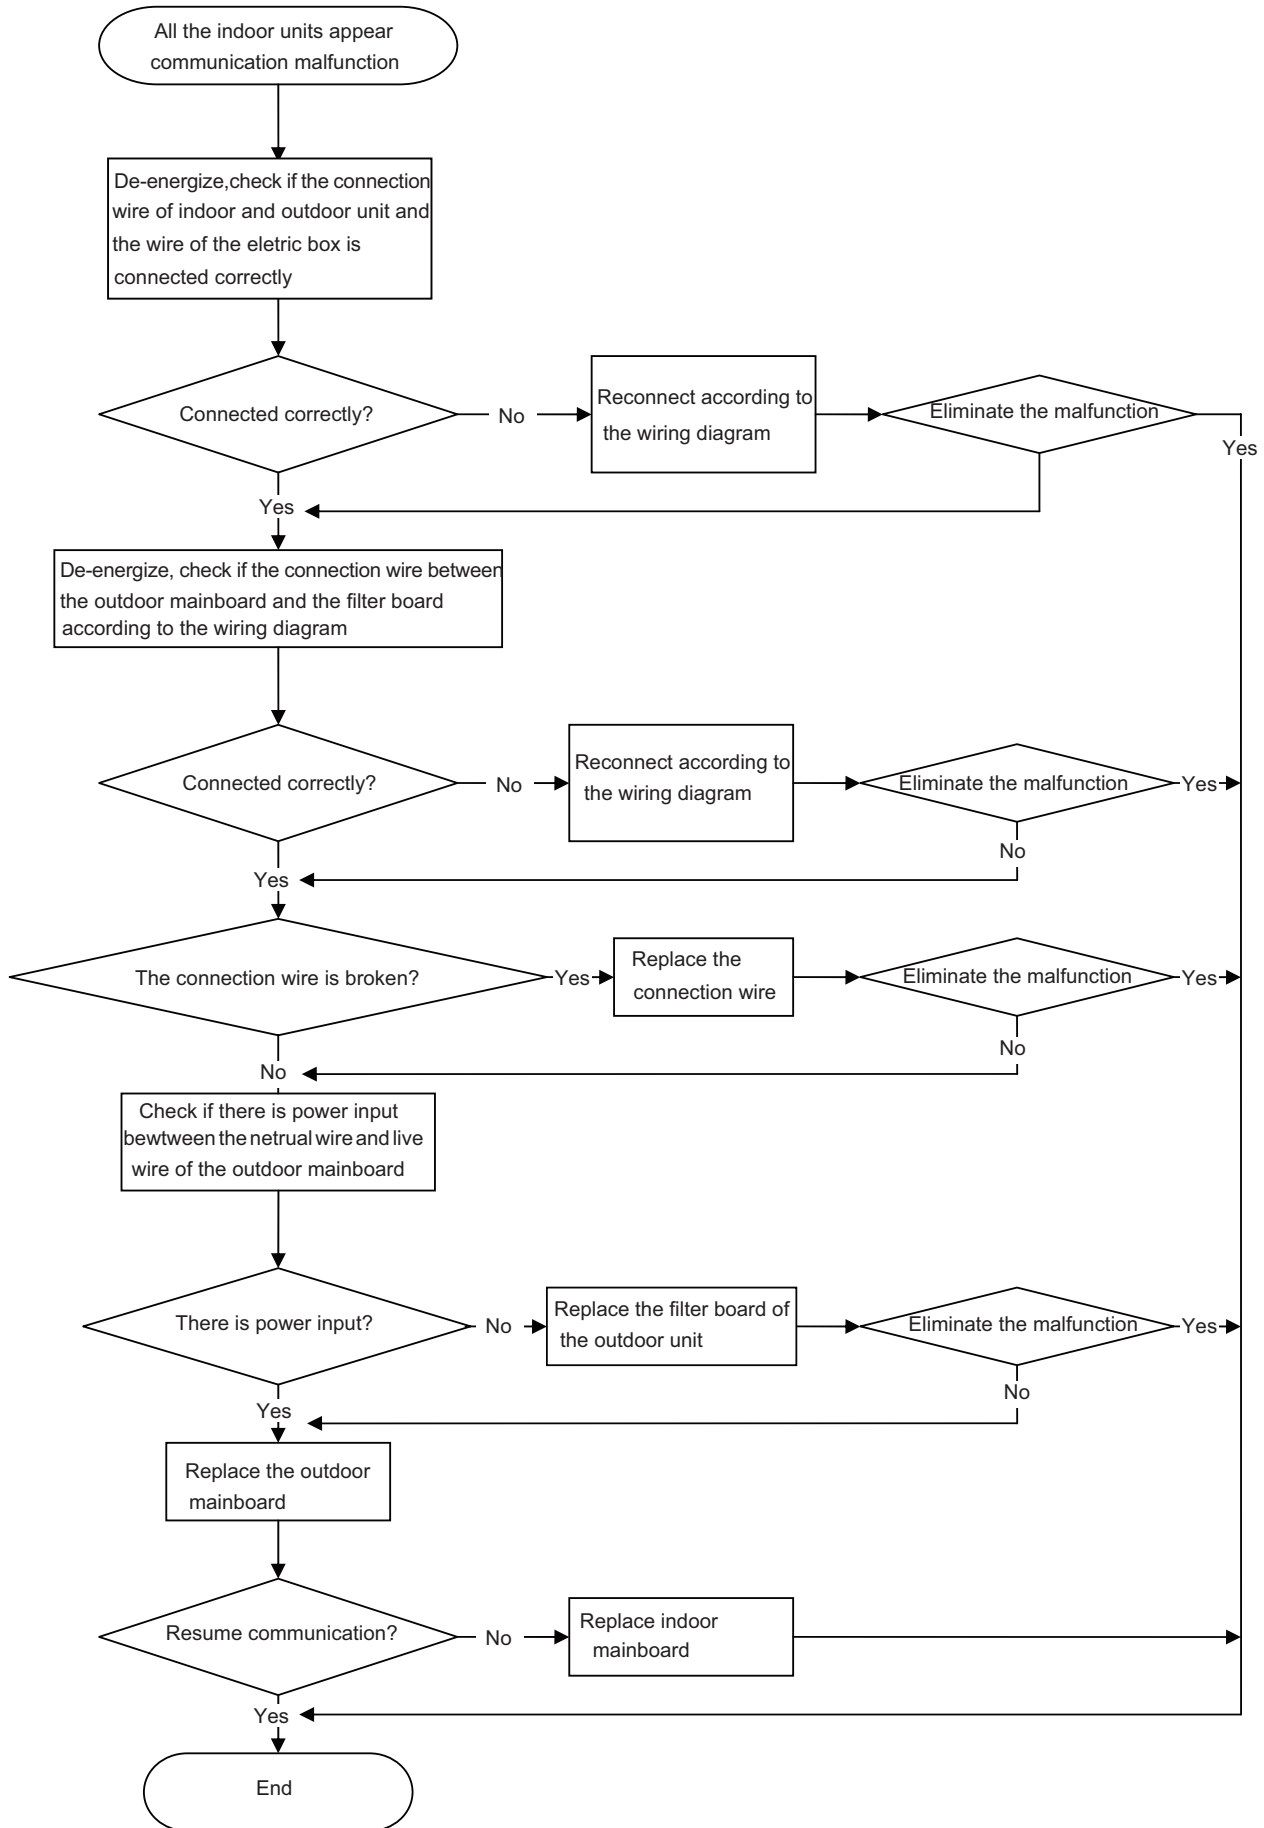 All the indoor units appear
communication malfunction
De-energize,check if the connection
wire of indoor and outdoor unit and
the wire of the eletric box is
connected correctly
Connected correctly?
No
Reconnect according to
the wiring diagram
Eliminate the malfunction
Yes
Yes
De-energize, check if the connection wire between
the outdoor mainboard and the filter board
according to the wiring diagram
Connected correctly?
No
Reconnect according to
the wiring diagram
Eliminate the malfunction
Yes
No
Yes
The connection wire is broken?
Yes
Replace the
connection wire
Eliminate the malfunction
Yes
No
No
Check if there is power input
bewtween the netrual wire and live
wire of the outdoor mainboard
There is power input?
No
Replace the filter board of
the outdoor unit
Eliminate the malfunction
Yes
No
Yes
Replace the outdoor
mainboard
Resume communication?
No
Replace indoor
mainboard
Yes
End